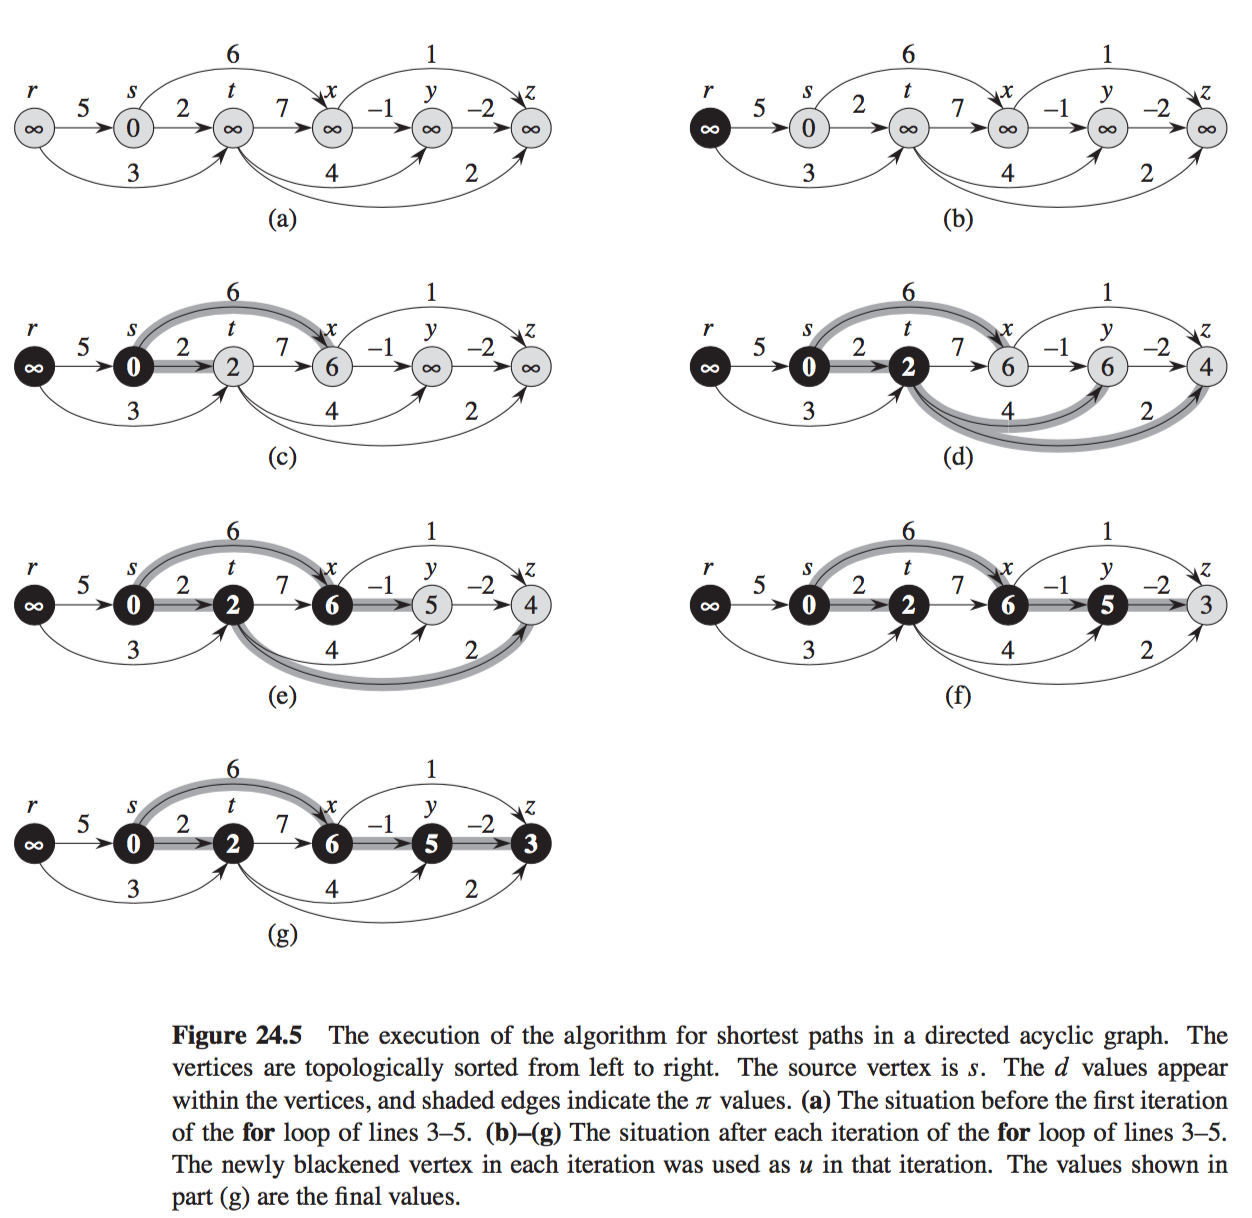 6 1 6 1
r s t x y z r s t x y z
5 2 7 –1 –2 5 2 7 –1 –2
∞ 0 ∞ ∞ ∞ ∞ ∞ 0 ∞ ∞ ∞ ∞
3 4 2 3 4 2
(a) (b)
6 1 6 1
r s t x y z r s t x y z
5 2 7 –1 –2 5 2 7 –1 –2
∞ 0 2 6 ∞ ∞ ∞ 0 2 6 6 4
3 4 2 3 4 2
(c) (d)
6 1 6 1
r s t x y z r s t x y z
5 2 7 –1 –2 5 2 7 –1 –2
∞ 0 2 6 5 4 ∞ 0 2 6 5 3
3 4 2 3 4 2
(e) (f)
6 1
r s t x y z
5 2 7 –1 –2
∞ 0 2 6 5 3
3 4 2
(g)
Figure 24.5 The execution of the algorithm for shortest paths in a directed acyclic graph. The
vertices are topologically sorted from left to right. The source vertex is s. The d values appear
within the vertices, and shaded edges indicate the π values. (a) The situation before the first iteration
of the for loop of lines 3–5. (b)–(g) The situation after each iteration of the for loop of lines 3–5.
The newly blackened vertex in each iteration was used as u in that iteration. The values shown in
part (g) are the final values.